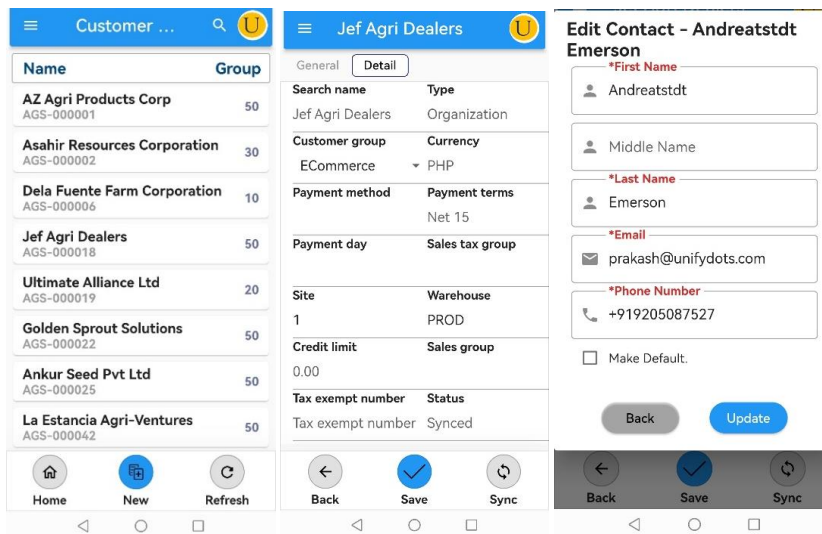 Customer ...
U
Name Group
AZ Agri Products Corp
AGS-000001
50
Asahir Resources Corporation
AGS-000002
30
Dela Fuente Farm Corporation
AGS-000006
10
Jef Agri Dealers
AGS-000018
50
Ultimate Alliance Ltd
AGS-000019
20
Golden Sprout Solutions
AGS-000022
50
Ankur Seed Pvt Ltd
AGS-000025
50
La Estancia Agri-Ventures
AGS-000042
50
Home New Refresh
Jef Agri Dealers
U
General Detail
Search name Type
Jef Agri Dealers Organization
Customer group Currency
ECommerce PHP
Payment method Payment terms
Net 15
Payment day Sales tax group
Site Warehouse
1 PROD
Credit limit Sales group
0.00
Tax exempt number Status
Tax exempt number Synced
Back Save Sync
Edit Contact - Andreatstdt
Emerson
*First Name
Andreatstdt
Middle Name
*Last Name
Emerson
*Email
prakash@unifydots.com
*Phone Number
+919205087527
Make Default.
Back Update
Back Save Sync